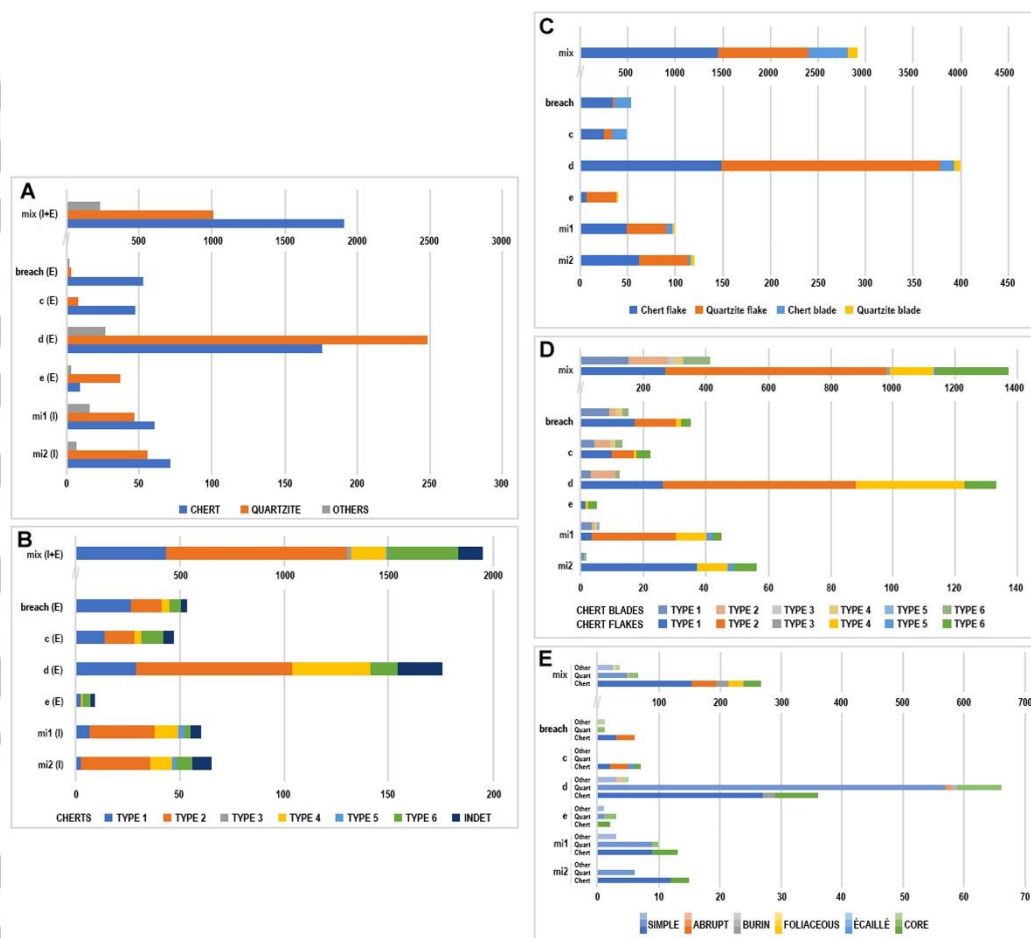 A
mix (I+E)
500 1000 1500 2000 2500 3000
breach (E)
c (E)
d (E)
e (E)
mi1 (I)
mi2 (I)
0 50 100 150 200 250 300
CHERT QUARTZITE OTHERS
B
mix (I+E)
500 1000 1500 2000
breach (E)
c (E)
d (E)
e (E)
mi1 (I)
mi2 (I)
0 50 100 150 200
CHERTS TYPE 1 TYPE 2 TYPE 3 TYPE 4 TYPE 5 TYPE 6 INDET
C
mix
500 1000 1500 2000 2500 3000 3500 4000 4500
breach
c
d
e
mi1
mi2
0 50 100 150 200 250 300 350 400 450
Chert flake Quartzite flake Chert blade Quartzite blade
D
mix
200 400 600 800 1000 1200 1400
breach
c
d
e
mi1
mi2
0 20 40 60 80 100 120 140
CHERT BLADES TYPE 1 TYPE 2 TYPE 3 TYPE 4 TYPE 5 TYPE 6
CHERT FLAKES TYPE 1 TYPE 2 TYPE 3 TYPE 4 TYPE 5 TYPE 6
E
Other
mix Quart
Chert
100 200 300 400 500 600 700
Other
breach Quart
Chert
Other
c Quart
Chert
Other
d Quart
Chert
Other
e Quart
Chert
Other
mi1 Quart
Chert
Other
mi2 Quart
Chert
0 10 20 30 40 50 60 70
SIMPLE ABRUPT BURIN FOLIACEOUS ÉCAILLÉ CORE